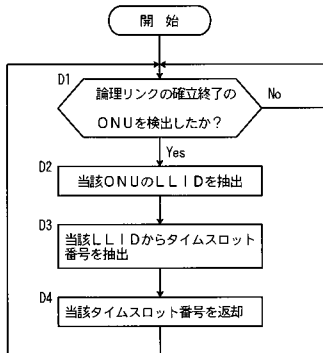 開　始
D1
論理リンクの確立終了の
ＯＮＵを検出したか？
No
Yes
D2
当該ＯＮＵのＬＬＩＤを抽出
D3
当該ＬＬＩＤからタイムスロット
番号を抽出
D4
当該タイムスロット番号を返却